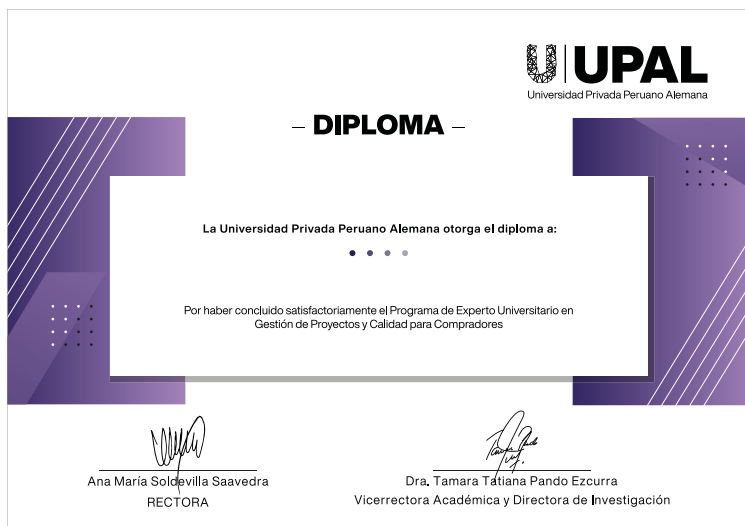 UPAL
Universidad Privada Peruano Alemana
– DIPLOMA –
La Universidad Privada Peruano Alemana otorga el diploma a:
Por haber concluido satisfactoriamente el Programa de Experto Universitario en
Gestión de Proyectos y Calidad para Compradores
Ana María Soldevilla Saavedra
RECTORA
Dra. Tamara Tatiana Pando Ezcurra
Vicerrectora Académica y Directora de Investigación